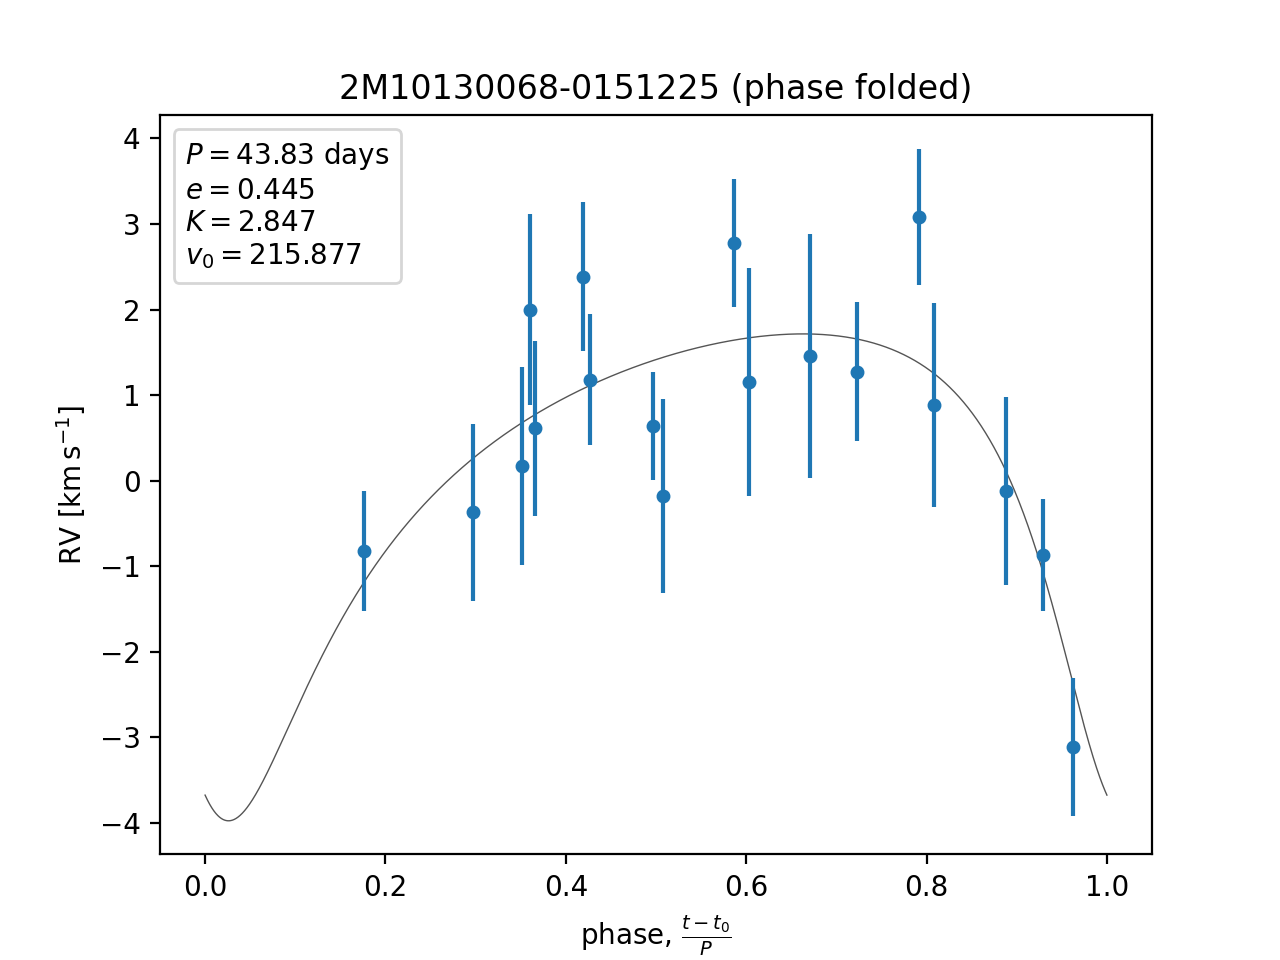 2M10130068-0151225 (phase folded)
P = 43.83 days
e = 0.445
K = 2.847
v₀ = 215.877
4
3
2
1
0
−1
−2
−3
−4
RV [km s⁻¹]
0.0 0.2 0.4 0.6 0.8 1.0
phase, (t − t₀)/P